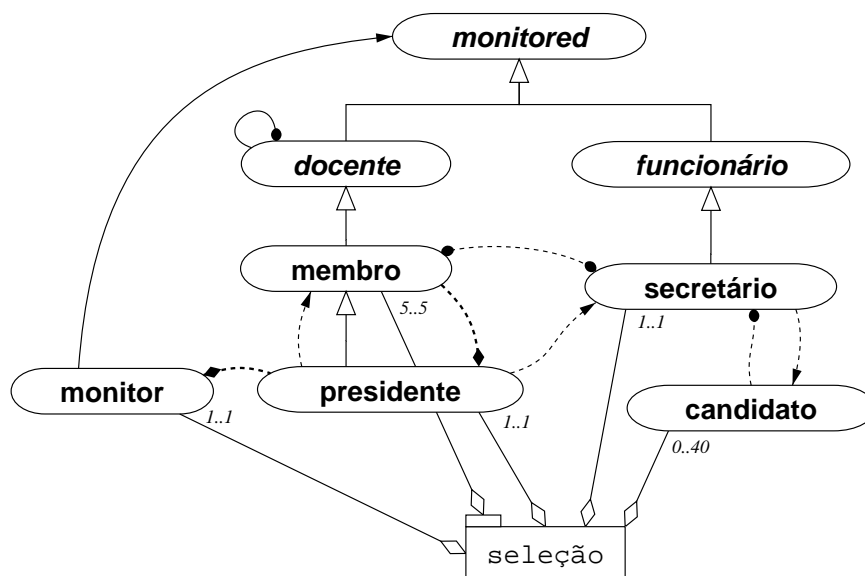 monitored
docente
funcionário
membro
secretário
5..5
1..1
monitor
presidente
candidato
1..1
1..1
0..40
seleção